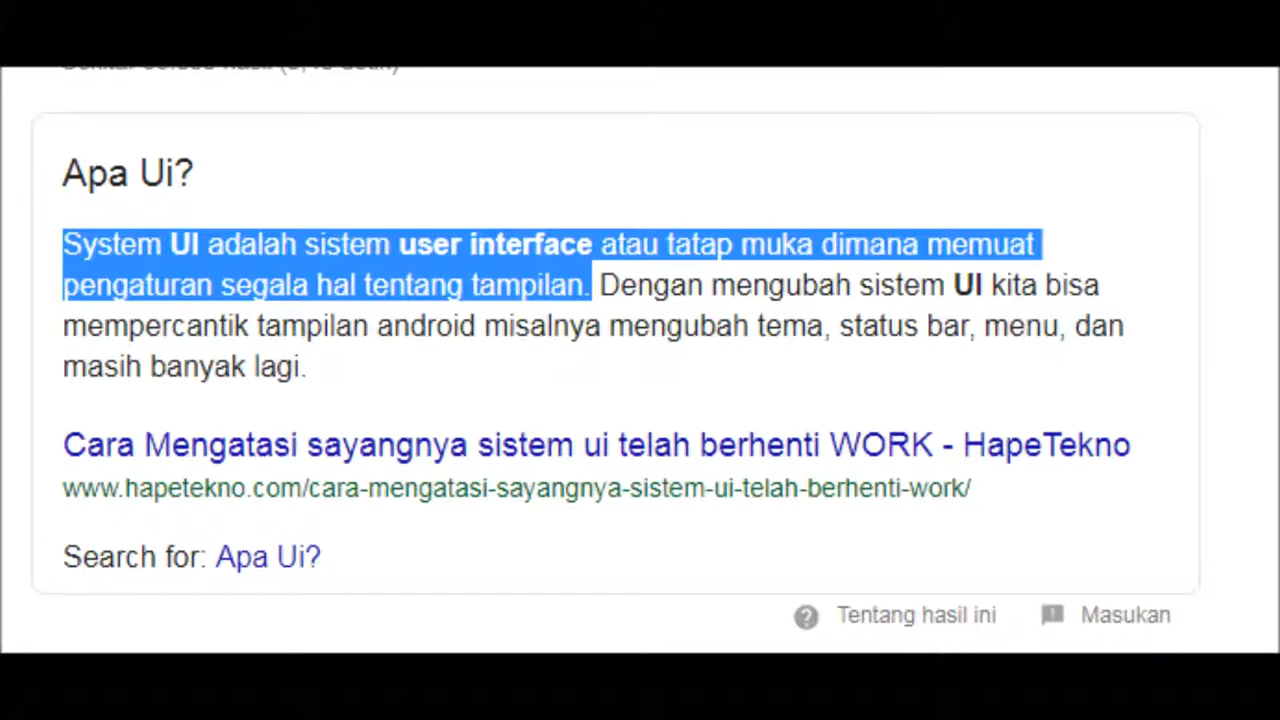 Apa Ui?
System UI adalah sistem user interface atau tatap muka dimana memuat
pengaturan segala hal tentang tampilan. Dengan mengubah sistem UI kita bisa
mempercantik tampilan android misalnya mengubah tema, status bar, menu, dan
masih banyak lagi.
Cara Mengatasi sayangnya sistem ui telah berhenti WORK - HapeTekno
www.hapetekno.com/cara-mengatasi-sayangnya-sistem-ui-telah-berhenti-work/
Search for: Apa Ui?
Tentang hasil ini Masukan